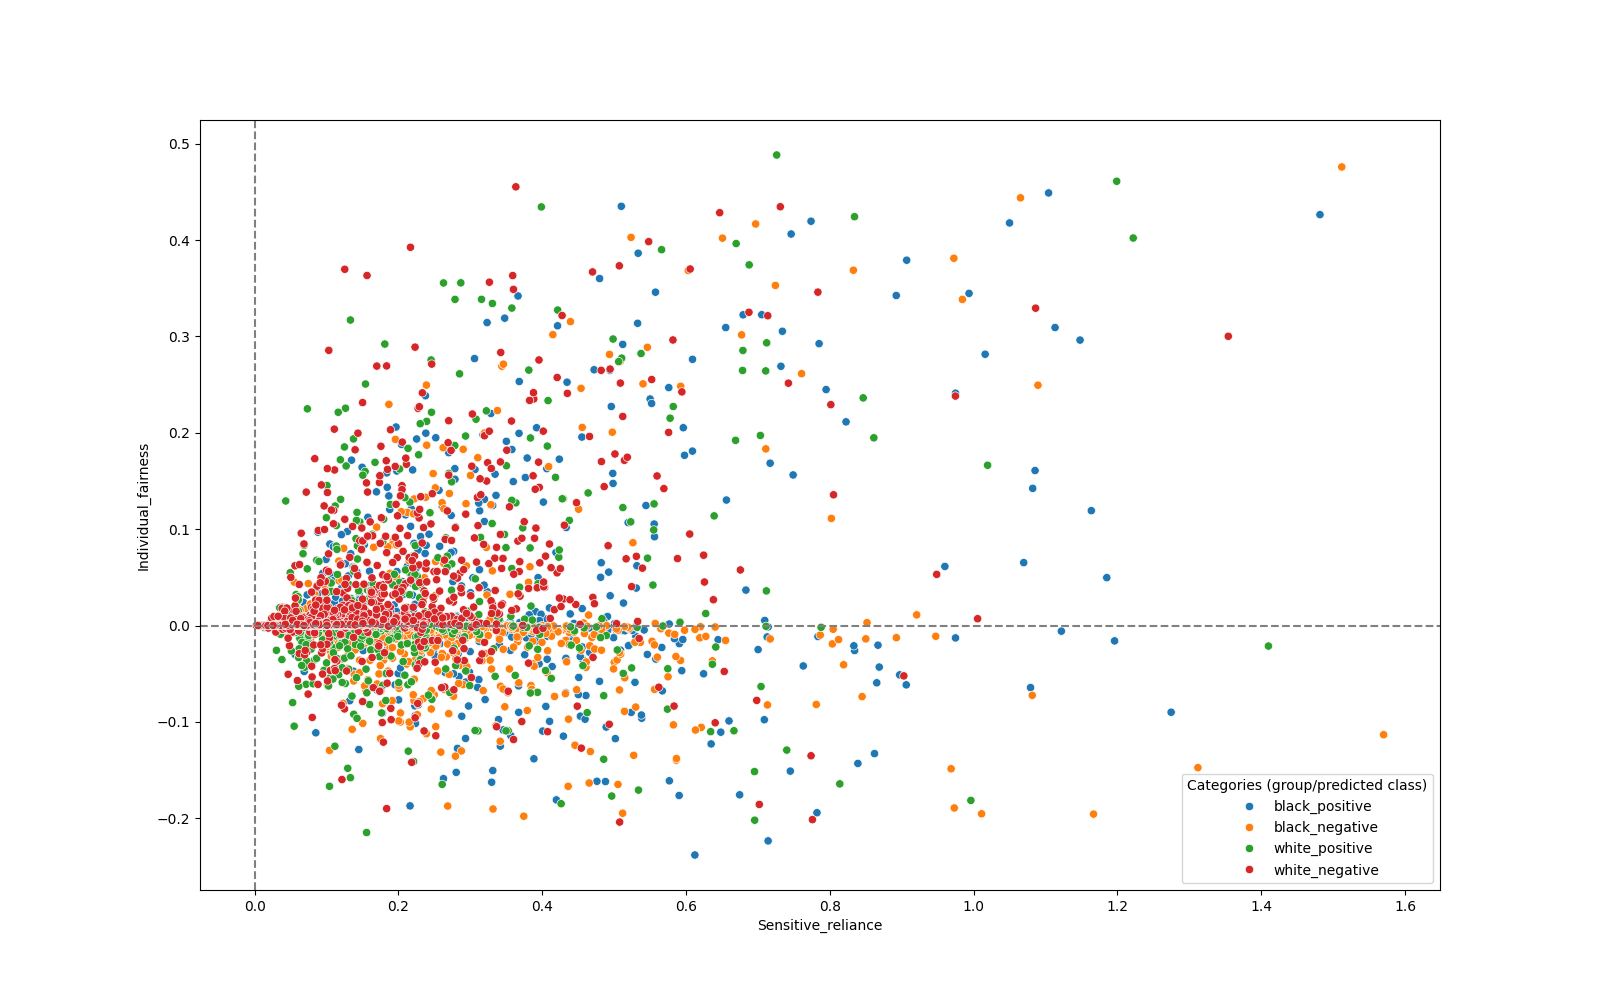 0.5
0.4
0.3
0.2
0.1
0.0
−0.1
−0.2
Individual_fairness
0.0 0.2 0.4 0.6 0.8 1.0 1.2 1.4 1.6
Sensitive_reliance
Categories (group/predicted class)
black_positive
black_negative
white_positive
white_negative